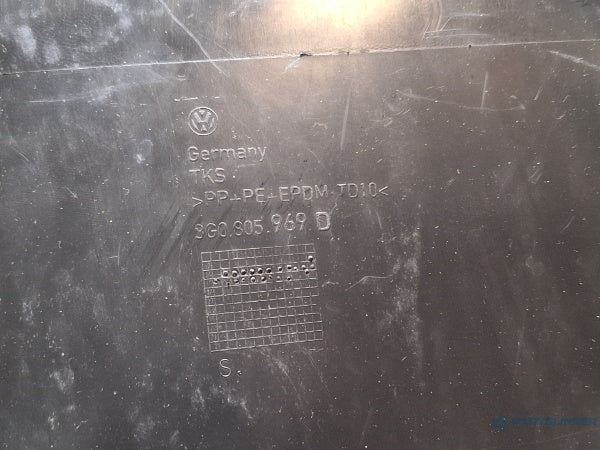 Germany
TKS
>PP+PE+EPDM-TD10<
3G0.805.969 D
S